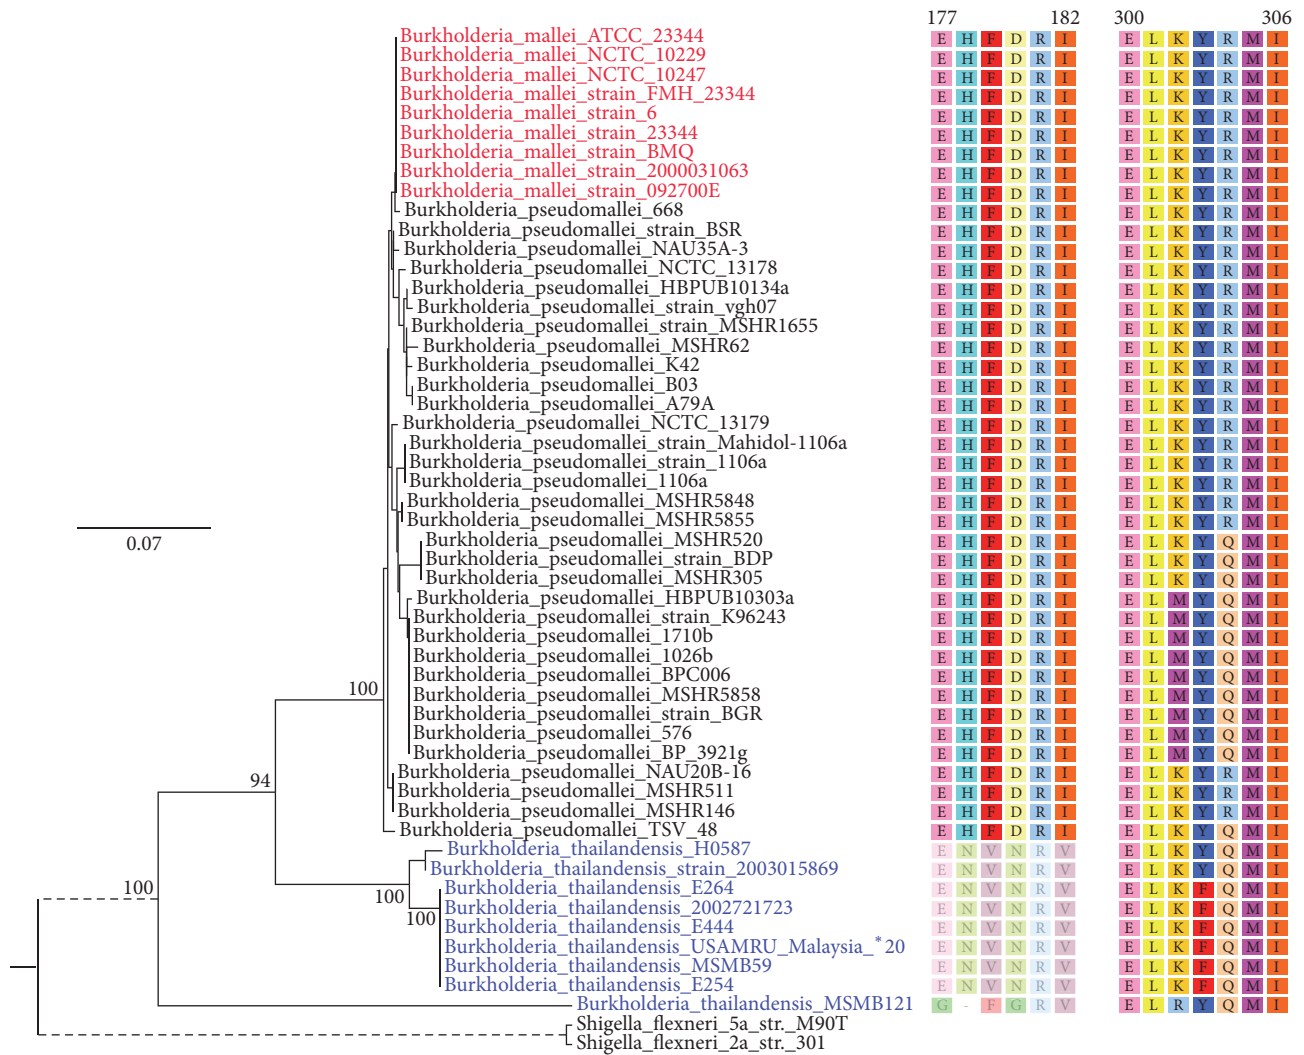 177 182 300 306
Burkholderia_mallei_ATCC_23344 E H F D R I E L K Y R M I
Burkholderia_mallei_NCTC_10229 E H F D R I E L K Y R M I
Burkholderia_mallei_NCTC_10247 E H F D R I E L K Y R M I
Burkholderia_mallei_strain_FMH_23344 E H F D R I E L K Y R M I
Burkholderia_mallei_strain_6 E H F D R I E L K Y R M I
Burkholderia_mallei_strain_23344 E H F D R I E L K Y R M I
Burkholderia_mallei_strain_BMQ E H F D R I E L K Y R M I
Burkholderia_mallei_strain_2000031063 E H F D R I E L K Y R M I
Burkholderia_mallei_strain_092700E E H F D R I E L K Y R M I
Burkholderia_pseudomallei_668 E H F D R I E L K Y R M I
Burkholderia_pseudomallei_strain_BSR E H F D R I E L K Y R M I
Burkholderia_pseudomallei_NAU35A-3 E H F D R I E L K Y R M I
Burkholderia_pseudomallei_NCTC_13178 E H F D R I E L K Y R M I
Burkholderia_pseudomallei_HBPUB10134a E H F D R I E L K Y R M I
Burkholderia_pseudomallei_strain_vgh07 E H F D R I E L K Y R M I
Burkholderia_pseudomallei_strain_MSHR1655 E H F D R I E L K Y R M I
Burkholderia_pseudomallei_MSHR62 E H F D R I E L K Y R M I
Burkholderia_pseudomallei_K42 E H F D R I E L K Y R M I
Burkholderia_pseudomallei_B03 E H F D R I E L K Y R M I
Burkholderia_pseudomallei_A79A E H F D R I E L K Y R M I
Burkholderia_pseudomallei_NCTC_13179 E H F D R I E L K Y R M I
Burkholderia_pseudomallei_strain_Mahidol-1106a E H F D R I E L K Y R M I
Burkholderia_pseudomallei_strain_1106a E H F D R I E L K Y R M I
Burkholderia_pseudomallei_1106a E H F D R I E L K Y R M I
Burkholderia_pseudomallei_MSHR5848 E H F D R I E L K Y R M I
Burkholderia_pseudomallei_MSHR5855 E H F D R I E L K Y R M I
0.07
Burkholderia_pseudomallei_MSHR520 E H F D R I E L K Y Q M I
Burkholderia_pseudomallei_strain_BDP E H F D R I E L K Y Q M I
Burkholderia_pseudomallei_MSHR305 E H F D R I E L K Y Q M I
Burkholderia_pseudomallei_HBPUB10303a E H F D R I E L M Y Q M I
Burkholderia_pseudomallei_strain_K96243 E H F D R I E L M Y Q M I
Burkholderia_pseudomallei_1710b E H F D R I E L M Y Q M I
Burkholderia_pseudomallei_1026b E H F D R I E L M Y Q M I
Burkholderia_pseudomallei_BPC006 E H F D R I E L M Y Q M I
100 Burkholderia_pseudomallei_MSHR5858 E H F D R I E L M Y Q M I
Burkholderia_pseudomallei_strain_BGR E H F D R I E L M Y Q M I
Burkholderia_pseudomallei_576 E H F D R I E L M Y Q M I
Burkholderia_pseudomallei_BP_3921g E H F D R I E L M Y Q M I
94 Burkholderia_pseudomallei_NAU20B-16 E H F D R I E L K Y R M I
Burkholderia_pseudomallei_MSHR511 E H F D R I E L K Y R M I
Burkholderia_pseudomallei_MSHR146 E H F D R I E L K Y R M I
Burkholderia_pseudomallei_TSV_48 E H F D R I E L K Y Q M I
Burkholderia_thailandensis_H0587 E N V N R V E L K Y Q M I
Burkholderia_thailandensis_strain_2003015869 E N V N R V E L K Y Q M I
100 Burkholderia_thailandensis_E264 E N V N R V E L K F Q M I
100 Burkholderia_thailandensis_2002721723 E N V N R V E L K F Q M I
100 Burkholderia_thailandensis_E444 E N V N R V E L K F Q M I
Burkholderia_thailandensis_USAMRU_Malaysia_*20 E N V N R V E L K F Q M I
Burkholderia_thailandensis_MSMB59 E N V N R V E L K F Q M I
Burkholderia_thailandensis_E254 E N V N R V E L K F Q M I
Burkholderia_thailandensis_MSMB121 G - F G R V E L R Y Q M I
Shigella_flexneri_5a_str._M90T
Shigella_flexneri_2a_str._301